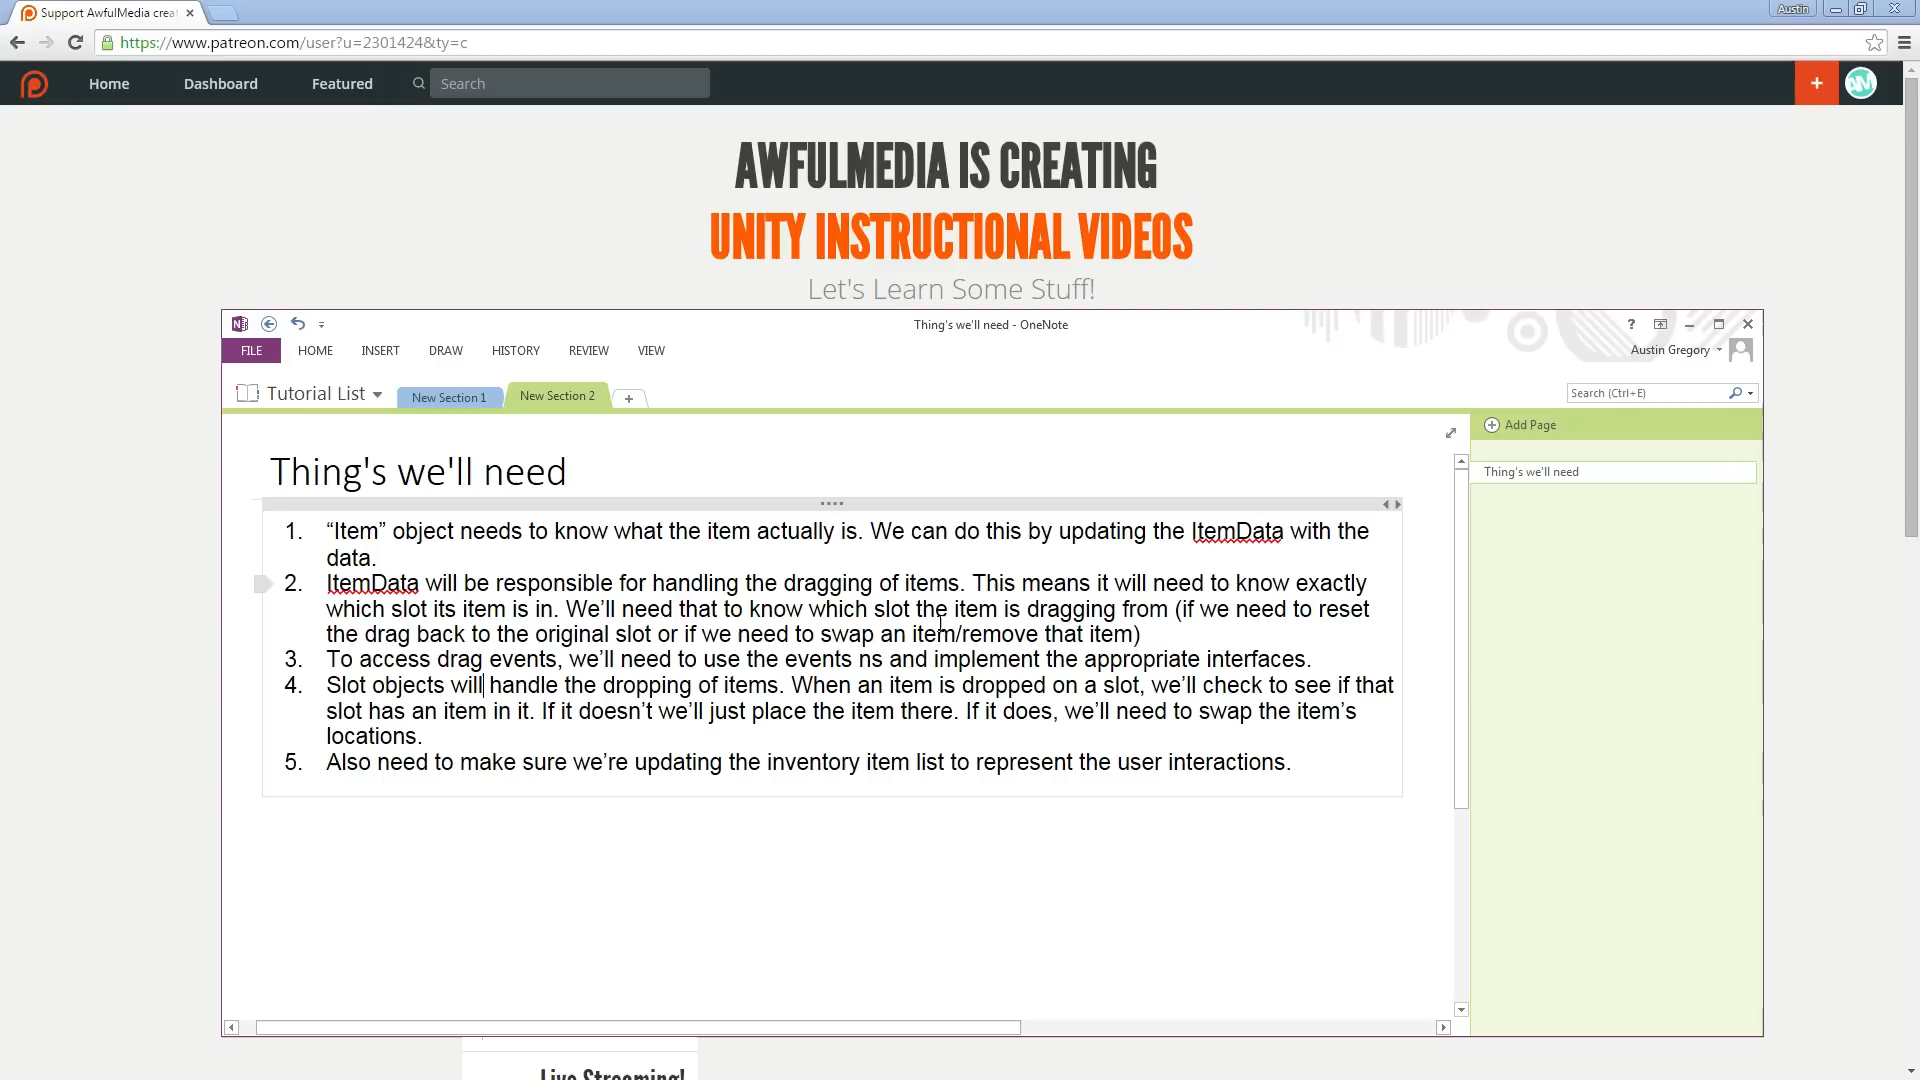 Support AwfulMedia crea
Austin
https://www.patreon.com/user?u=2301424&ty=c
Home
Dashboard
Featured
Search
+
AM
AWFULMEDIA IS CREATING
UNITY INSTRUCTIONAL VIDEOS
Let's Learn Some Stuff!
Thing's we'll need - OneNote
?
FILE
HOME
INSERT
DRAW
HISTORY
REVIEW
VIEW
Austin Gregory
Tutorial List
New Section 1
New Section 2
+
Search (Ctrl+E)
Add Page
Thing's we'll need
Thing's we'll need
1. “Item” object needs to know what the item actually is. We can do this by updating the ItemData with the
data.
2. ItemData will be responsible for handling the dragging of items. This means it will need to know exactly
which slot its item is in. We’ll need that to know which slot the item is dragging from (if we need to reset
the drag back to the original slot or if we need to swap an item/remove that item)
3. To access drag events, we’ll need to use the events ns and implement the appropriate interfaces.
4. Slot objects will handle the dropping of items. When an item is dropped on a slot, we’ll check to see if that
slot has an item in it. If it doesn’t we’ll just place the item there. If it does, we’ll need to swap the item’s
locations.
5. Also need to make sure we’re updating the inventory item list to represent the user interactions.
Live Streaming!